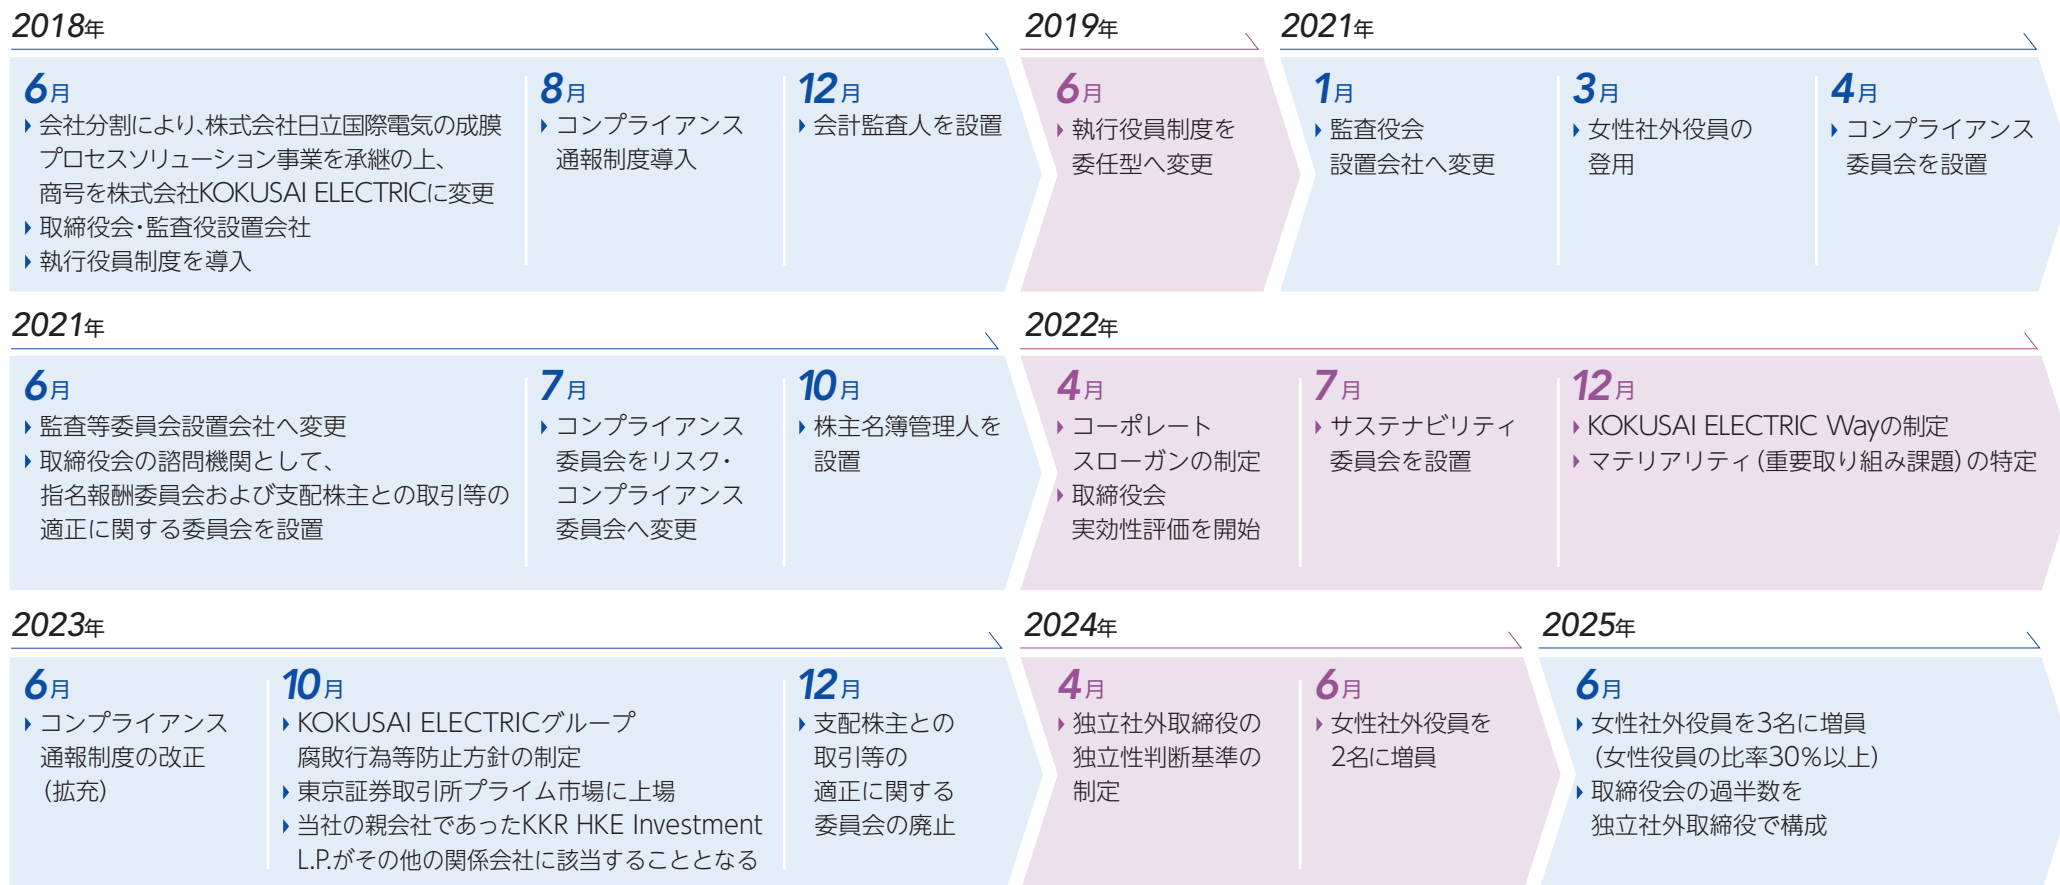 2018年
6月
会社分割により、株式会社日立国際電気の成膜
プロセスソリューション事業を承継の上、
商号を株式会社KOKUSAI ELECTRICに変更
取締役会・監査役設置会社
執行役員制度を導入
8月
コンプライアンス
通報制度導入
12月
会計監査人を設置
2019年
6月
執行役員制度を
委任型へ変更
2021年
1月
監査役会
設置会社へ変更
3月
女性社外役員の
登用
4月
コンプライアンス
委員会を設置
2021年
6月
監査等委員会設置会社へ変更
取締役会の諮問機関として、
指名報酬委員会および支配株主との取引等の
適正に関する委員会を設置
7月
コンプライアンス
委員会をリスク・
コンプライアンス
委員会へ変更
10月
株主名簿管理人を
設置
2022年
4月
コーポレート
スローガンの制定
取締役会
実効性評価を開始
7月
サステナビリティ
委員会を設置
12月
KOKUSAI ELECTRIC Wayの制定
マテリアリティ（重要取り組み課題）の特定
2023年
6月
コンプライアンス
通報制度の改正
（拡充）
10月
KOKUSAI ELECTRICグループ
腐敗行為等防止方針の制定
東京証券取引所プライム市場に上場
当社の親会社であったKKR HKE Investment
L.P.がその他の関係会社に該当することとなる
12月
支配株主との
取引等の
適正に関する
委員会の廃止
2024年
4月
独立社外取締役の
独立性判断基準の
制定
6月
女性社外役員を
2名に増員
2025年
6月
女性社外役員を3名に増員
（女性役員の比率30%以上）
取締役会の過半数を
独立社外取締役で構成